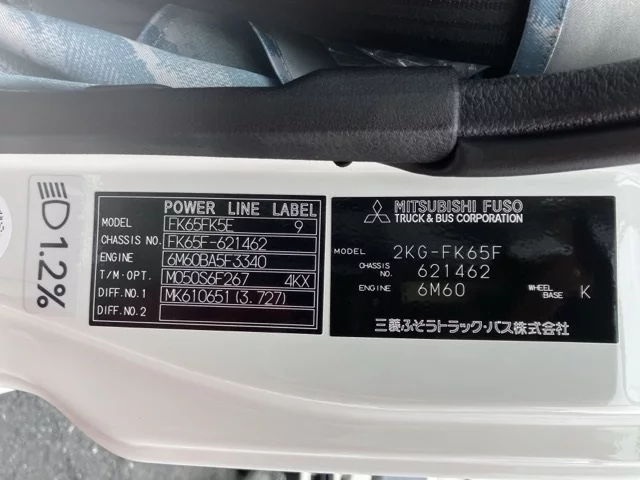 1.2%
POWER LINE LABEL
MODEL FK65FK5E 9
CHASSIS NO. FK65F-621462
ENGINE 6M60BA5F3340
T/M-OPT. M050S6F267 4KX
DIFF.NO.1 MK610651(3.727)
DIFF.NO.2
MITSUBISHI FUSO
TRUCK & BUS CORPORATION
MODEL 2KG-FK65F
CHASSIS NO. 621462
ENGINE 6M60 WHEEL BASE K
三菱ふそうトラック・バス株式会社